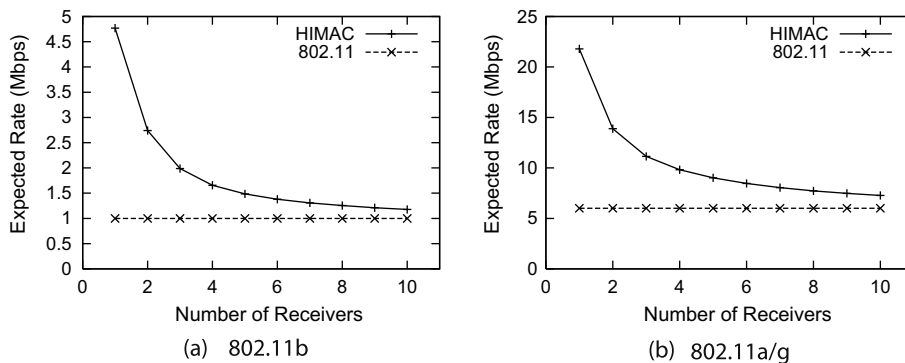 Expected Rate (Mbps)
5
4.5
4
3.5
3
2.5
2
1.5
1
0.5
0
HIMAC
802.11
0 2 4 6 8 10
Number of Receivers
(a) 802.11b
Expected Rate (Mbps)
25
20
15
10
5
0
HIMAC
802.11
0 2 4 6 8 10
Number of Receivers
(b) 802.11a/g